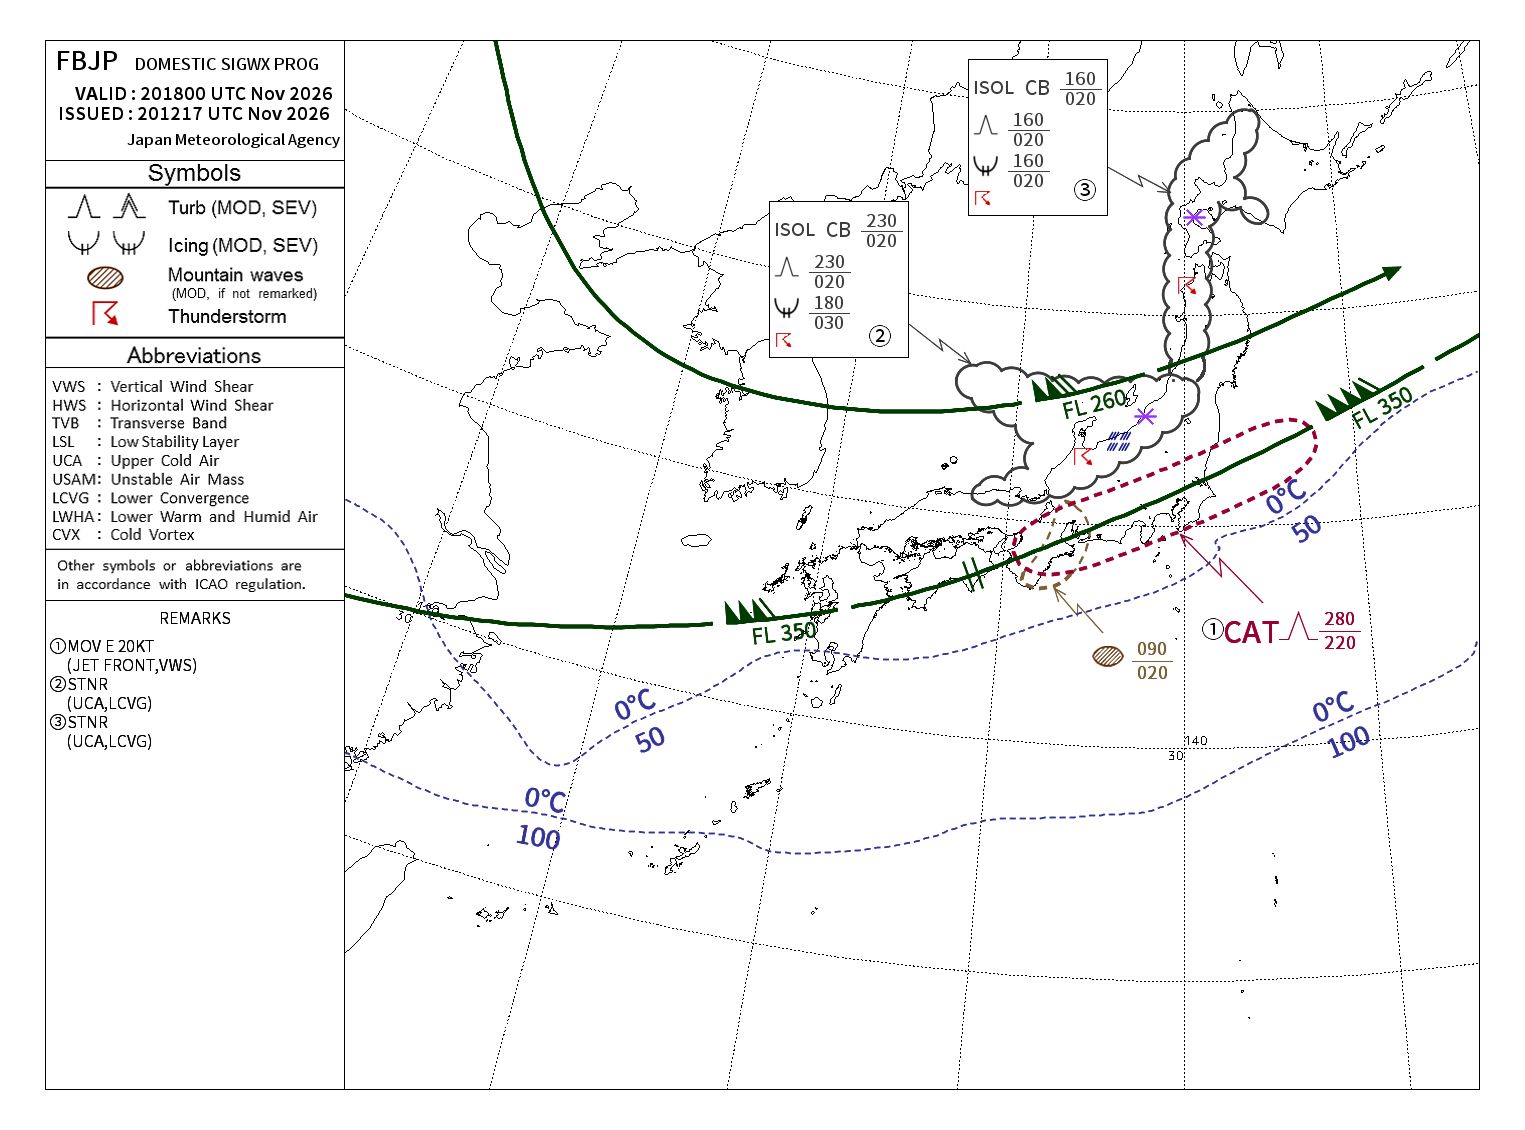 FBJP DOMESTIC SIGWX PROG
VALID : 201800 UTC Nov 2026
ISSUED : 201217 UTC Nov 2026
Japan Meteorological Agency
Symbols
Turb (MOD, SEV)
Icing (MOD, SEV)
Mountain waves
(MOD, if not remarked)
Thunderstorm
Abbreviations
VWS : Vertical Wind Shear
HWS : Horizontal Wind Shear
TVB : Transverse Band
LSL : Low Stability Layer
UCA : Upper Cold Air
USAM: Unstable Air Mass
LCVG : Lower Convergence
LWHA: Lower Warm and Humid Air
CVX : Cold Vortex
Other symbols or abbreviations are
in accordance with ICAO regulation.
REMARKS
①MOV E 20KT
(JET FRONT,VWS)
②STNR
(UCA,LCVG)
③STNR
(UCA,LCVG)
ISOL CB 160
020
160
020
160
020
③
ISOL CB 230
020
230
020
180
030
②
FL 260
FL 350
0°C
50
①CAT 280
220
090
020
FL 350
30
0°C
50
0°C
100
140
30
0°C
100